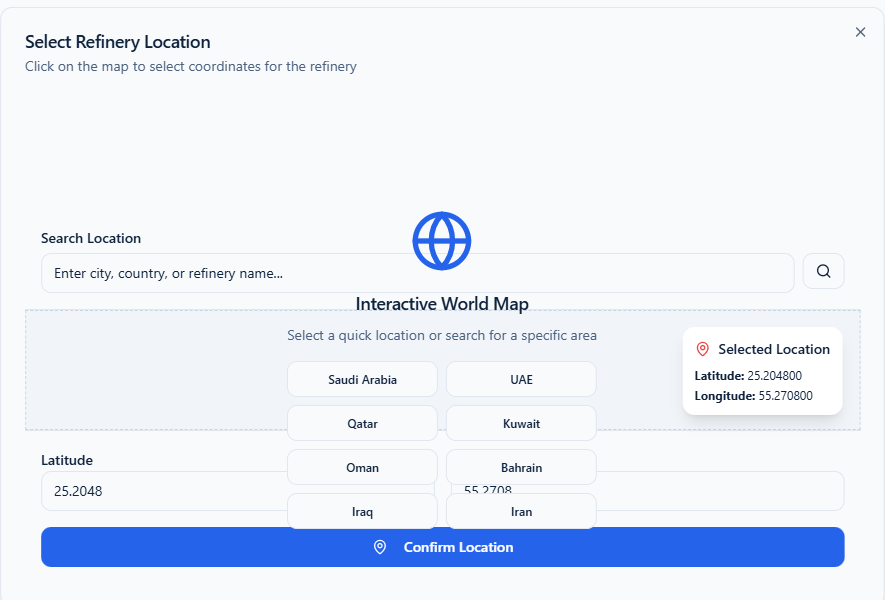 Select Refinery Location
Click on the map to select coordinates for the refinery
Search Location
Enter city, country, or refinery name...
Interactive World Map
Select a quick location or search for a specific area
Selected Location
Latitude: 25.204800
Longitude: 55.270800
Saudi Arabia
UAE
Qatar
Kuwait
Oman
Bahrain
Iraq
Iran
Latitude
25.2048
55.2708
Confirm Location